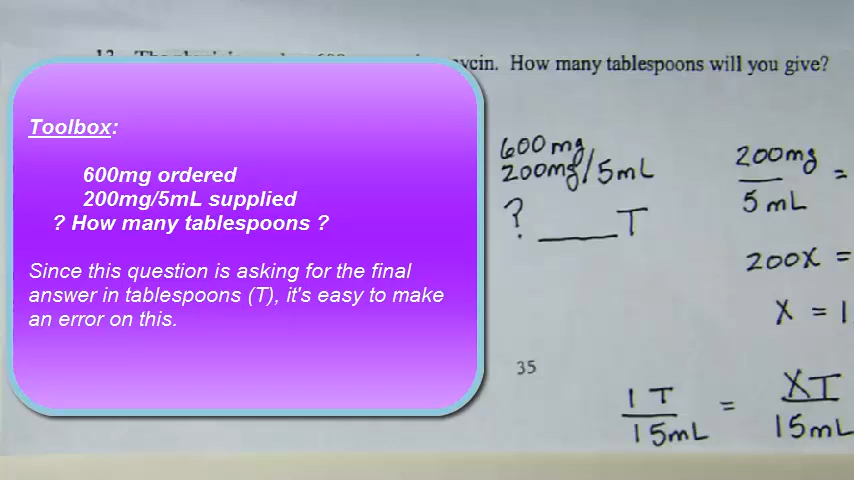 ycin. How many tablespoons will you give?
Toolbox:
600mg ordered
200mg/5mL supplied
? How many tablespoons ?
Since this question is asking for the final
answer in tablespoons (T), it's easy to make
an error on this.
600mg
200mg/5mL
? ____T
200mg
5 mL
=
200X =
X = 1
35
1 T
15mL
=
XT
15mL